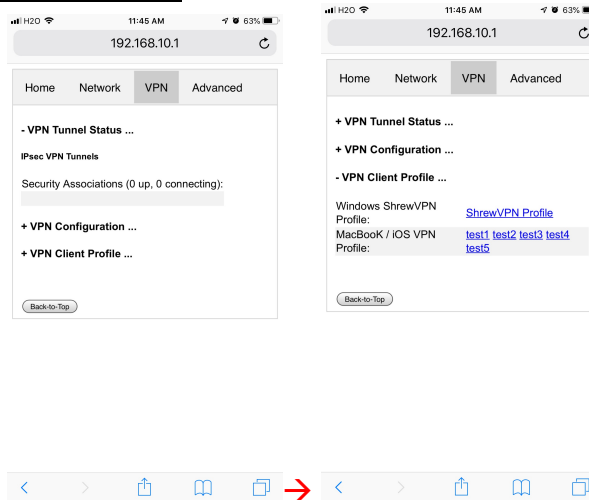 H2O 11:45 AM 63%
192.168.10.1
Home Network VPN Advanced
- VPN Tunnel Status ...
IPsec VPN Tunnels
Security Associations (0 up, 0 connecting):
+ VPN Configuration ...
+ VPN Client Profile ...
Back-to-Top
H2O 11:45 AM 63%
192.168.10.1
Home Network VPN Advanced
+ VPN Tunnel Status ...
+ VPN Configuration ...
- VPN Client Profile ...
Windows ShrewVPN
Profile: ShrewVPN Profile
MacBooK / iOS VPN test1 test2 test3 test4
Profile: test5
Back-to-Top